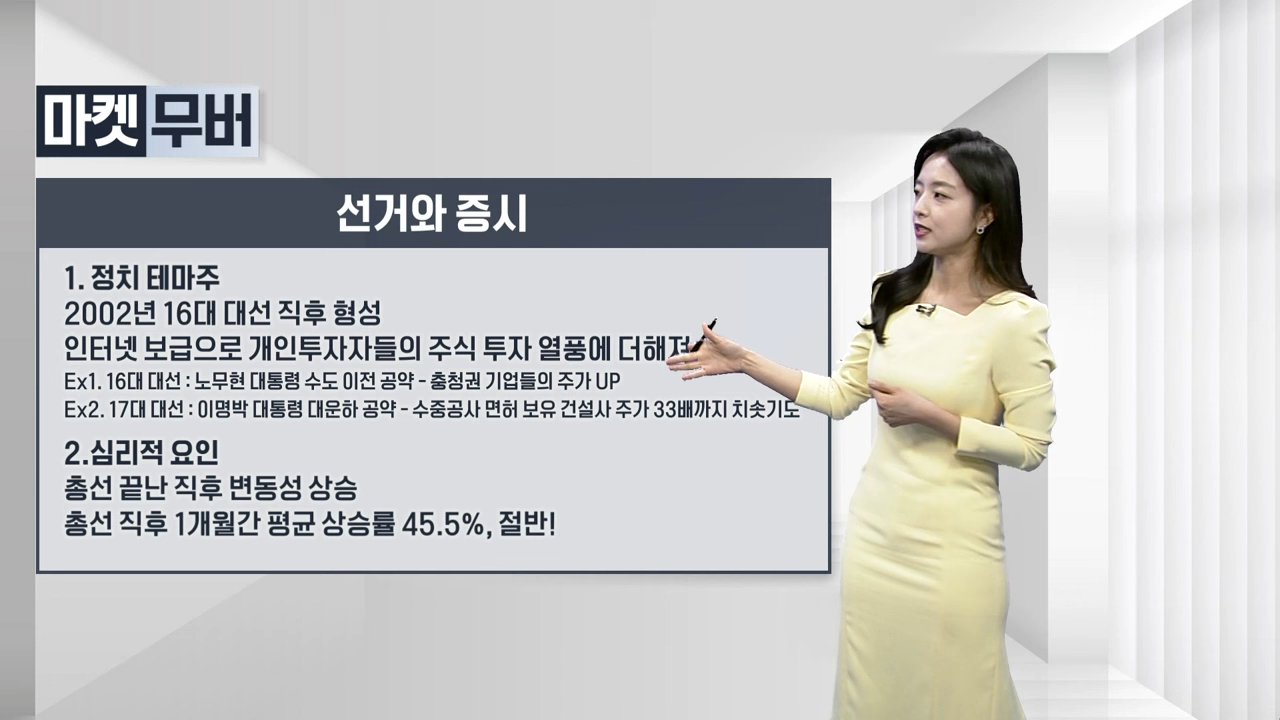 마켓무버
선거와 증시
1. 정치 테마주
2002년 16대 대선 직후 형성
인터넷 보급으로 개인투자자들의 주식 투자 열풍에 더해져
Ex1. 16대 대선 : 노무현 대통령 수도 이전 공약 - 충청권 기업들의 주가 UP
Ex2. 17대 대선 : 이명박 대통령 대운하 공약 - 수중공사 면허 보유 건설사 주가 33배까지 치솟기도
2.심리적 요인
총선 끝난 직후 변동성 상승
총선 직후 1개월간 평균 상승률 45.5%, 절반!